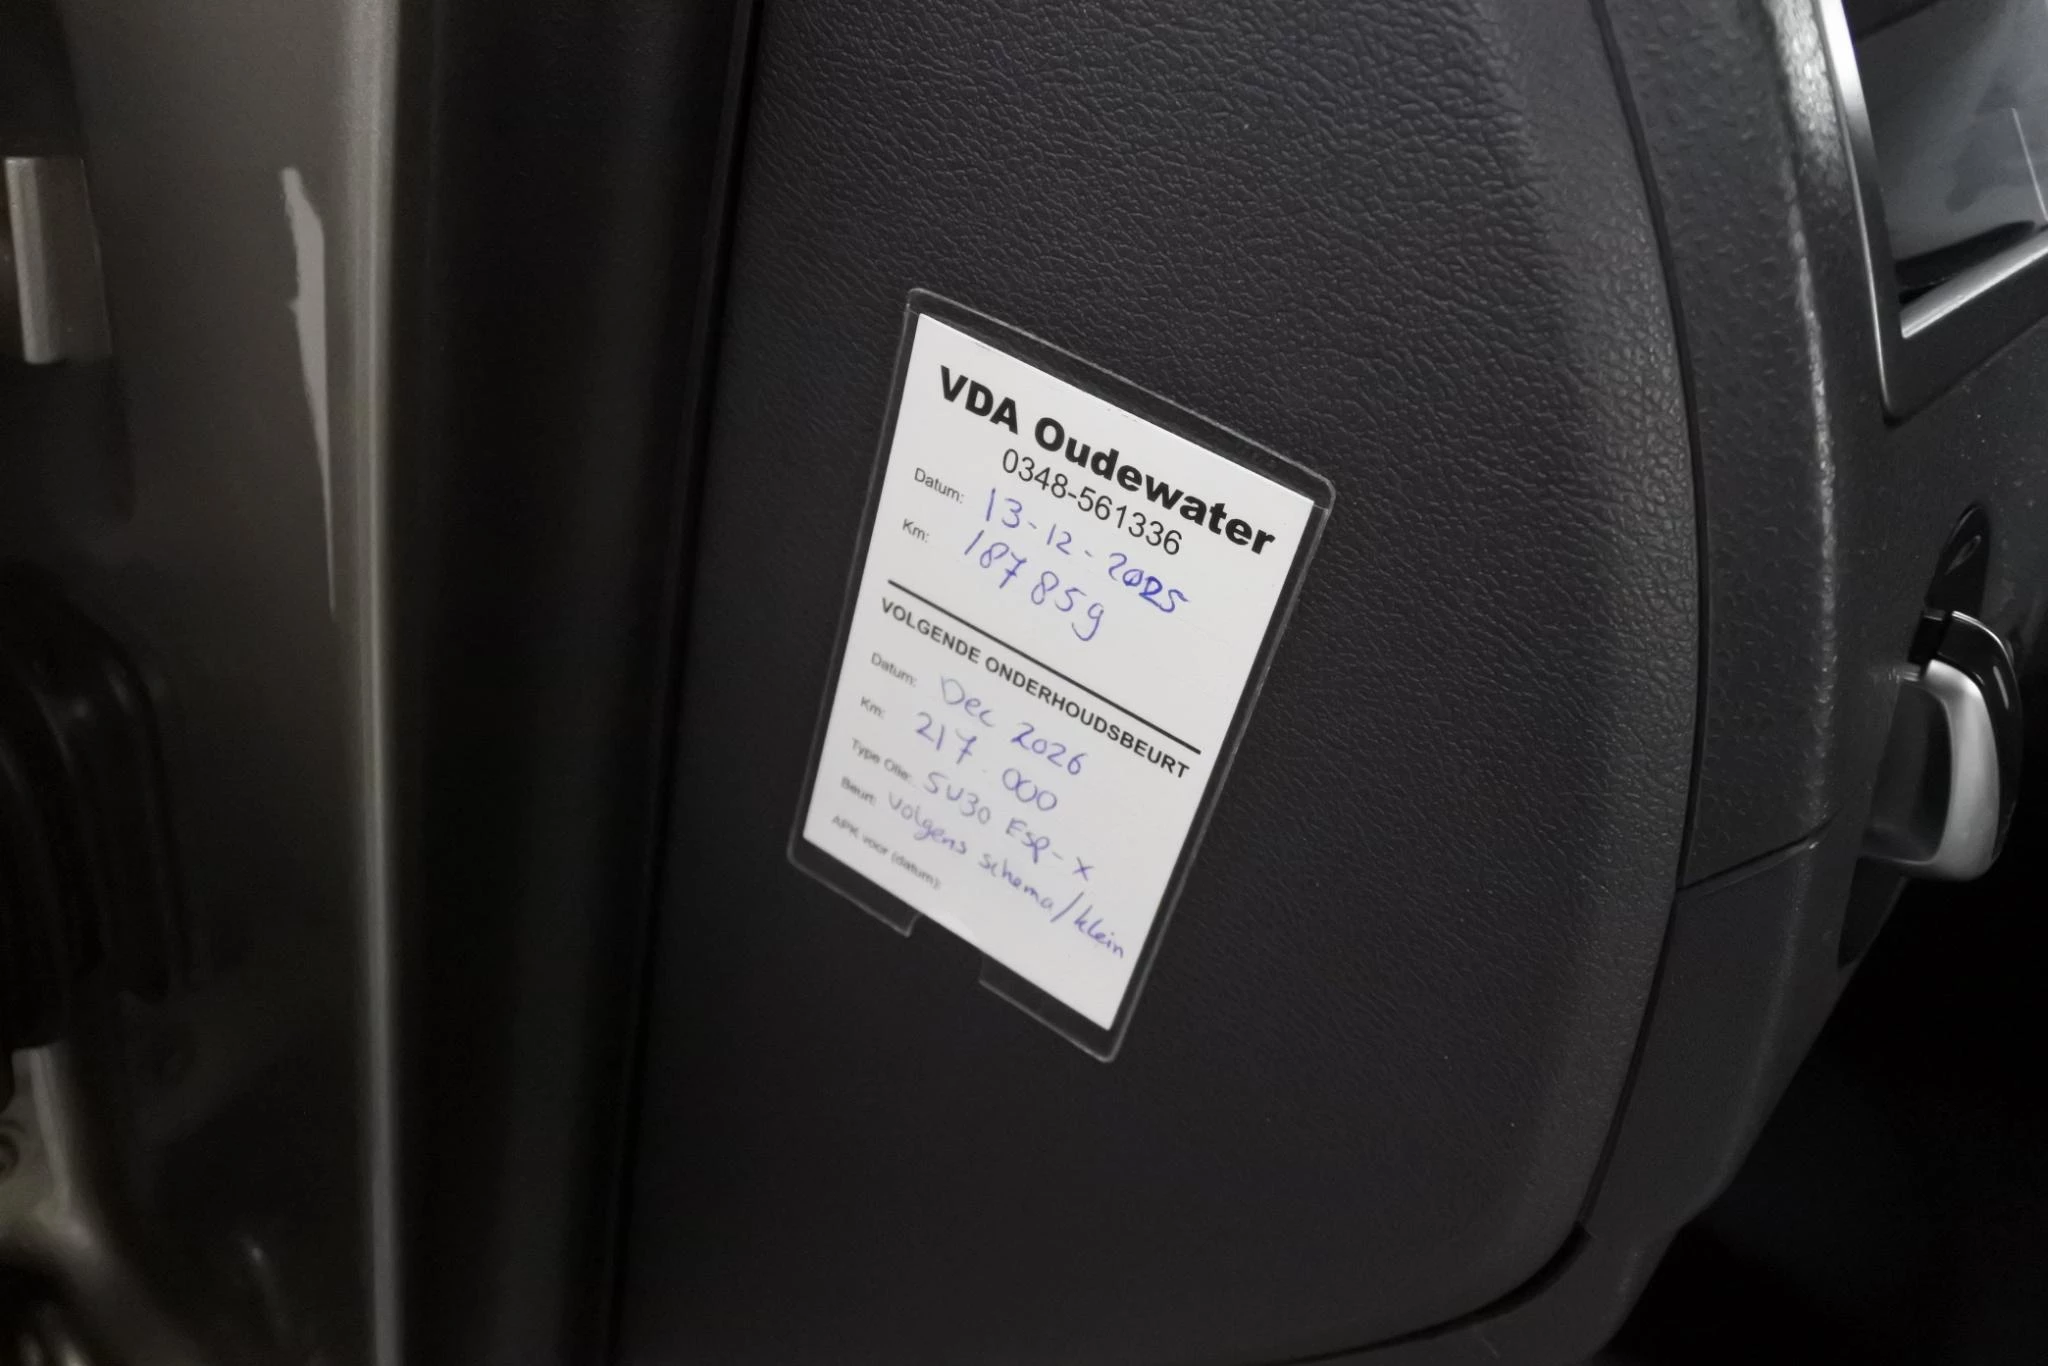 VDA Oudewater
0348-561336
Datum: 13-12-2025
Km: 187859
VOLGENDE ONDERHOUDSBEURT
Datum: Dec 2026
Km: 217.000
Type Olie: 5W30 ESP-X
Beurt: Volgens schema/klein
APK voor (datum):